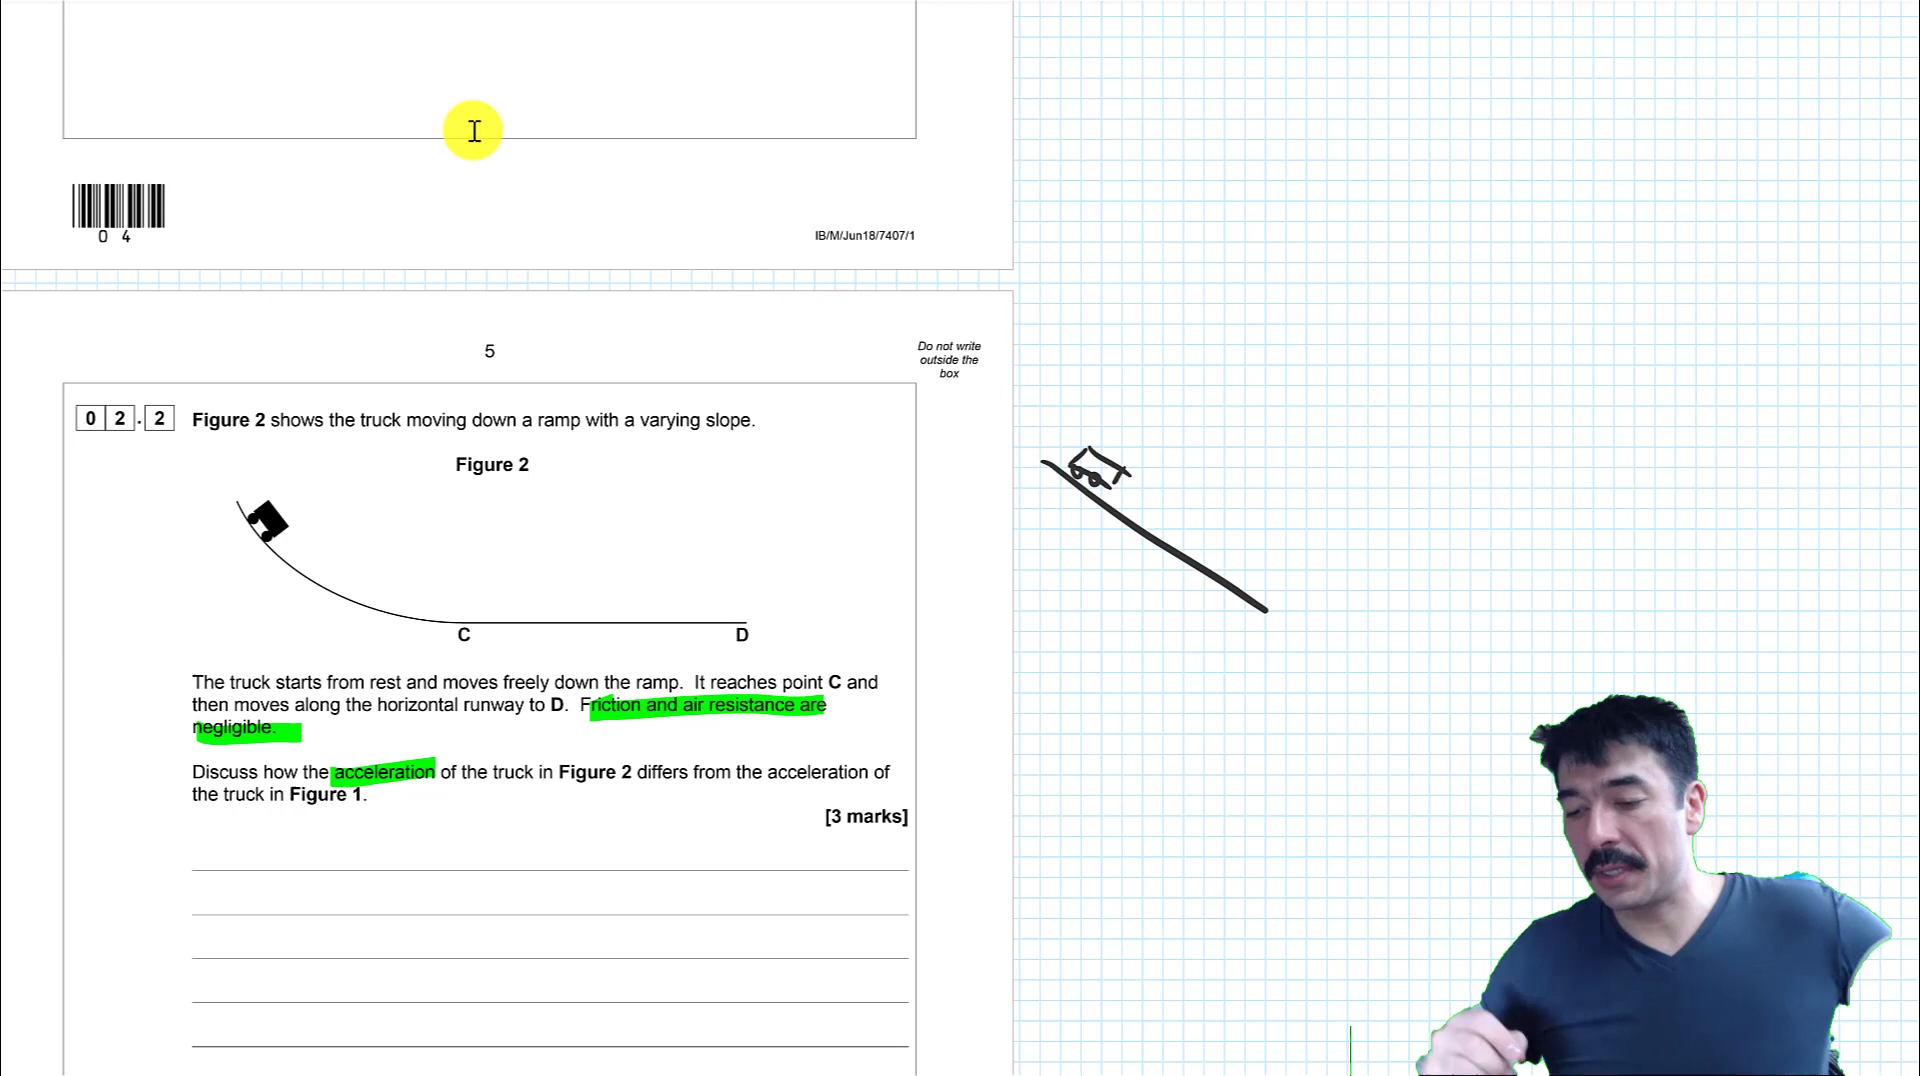 0 4
IB/M/Jun18/7407/1
5
Do not write
outside the
box
0 2 . 2 Figure 2 shows the truck moving down a ramp with a varying slope.
Figure 2
C D
The truck starts from rest and moves freely down the ramp. It reaches point C and
then moves along the horizontal runway to D. Friction and air resistance are
negligible.
Discuss how the acceleration of the truck in Figure 2 differs from the acceleration of
the truck in Figure 1.
[3 marks]